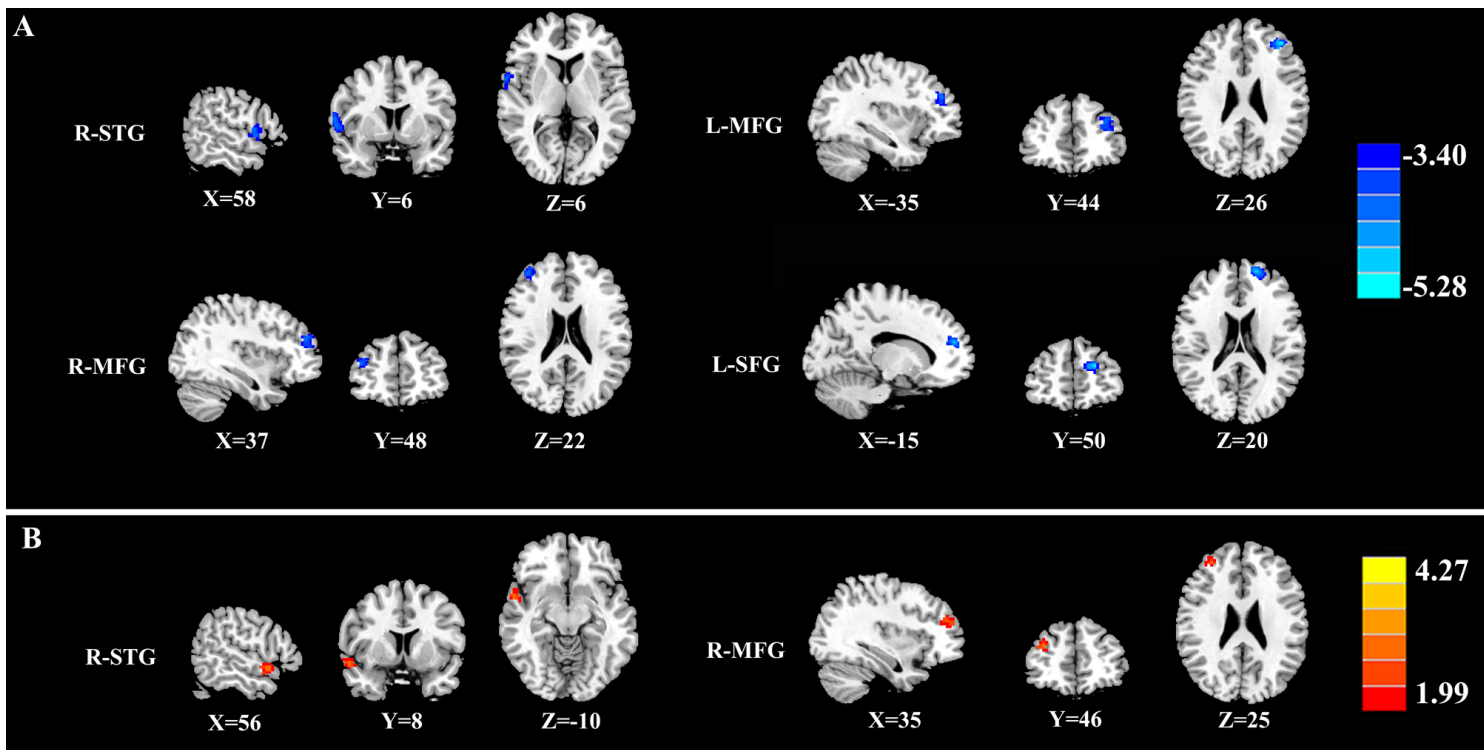 A
R-STG
X=58 Y=6 Z=6
L-MFG
X=-35 Y=44 Z=26
-3.40
-5.28
R-MFG
X=37 Y=48 Z=22
L-SFG
X=-15 Y=50 Z=20
B
R-STG
X=56 Y=8 Z=-10
R-MFG
X=35 Y=46 Z=25
4.27
1.99